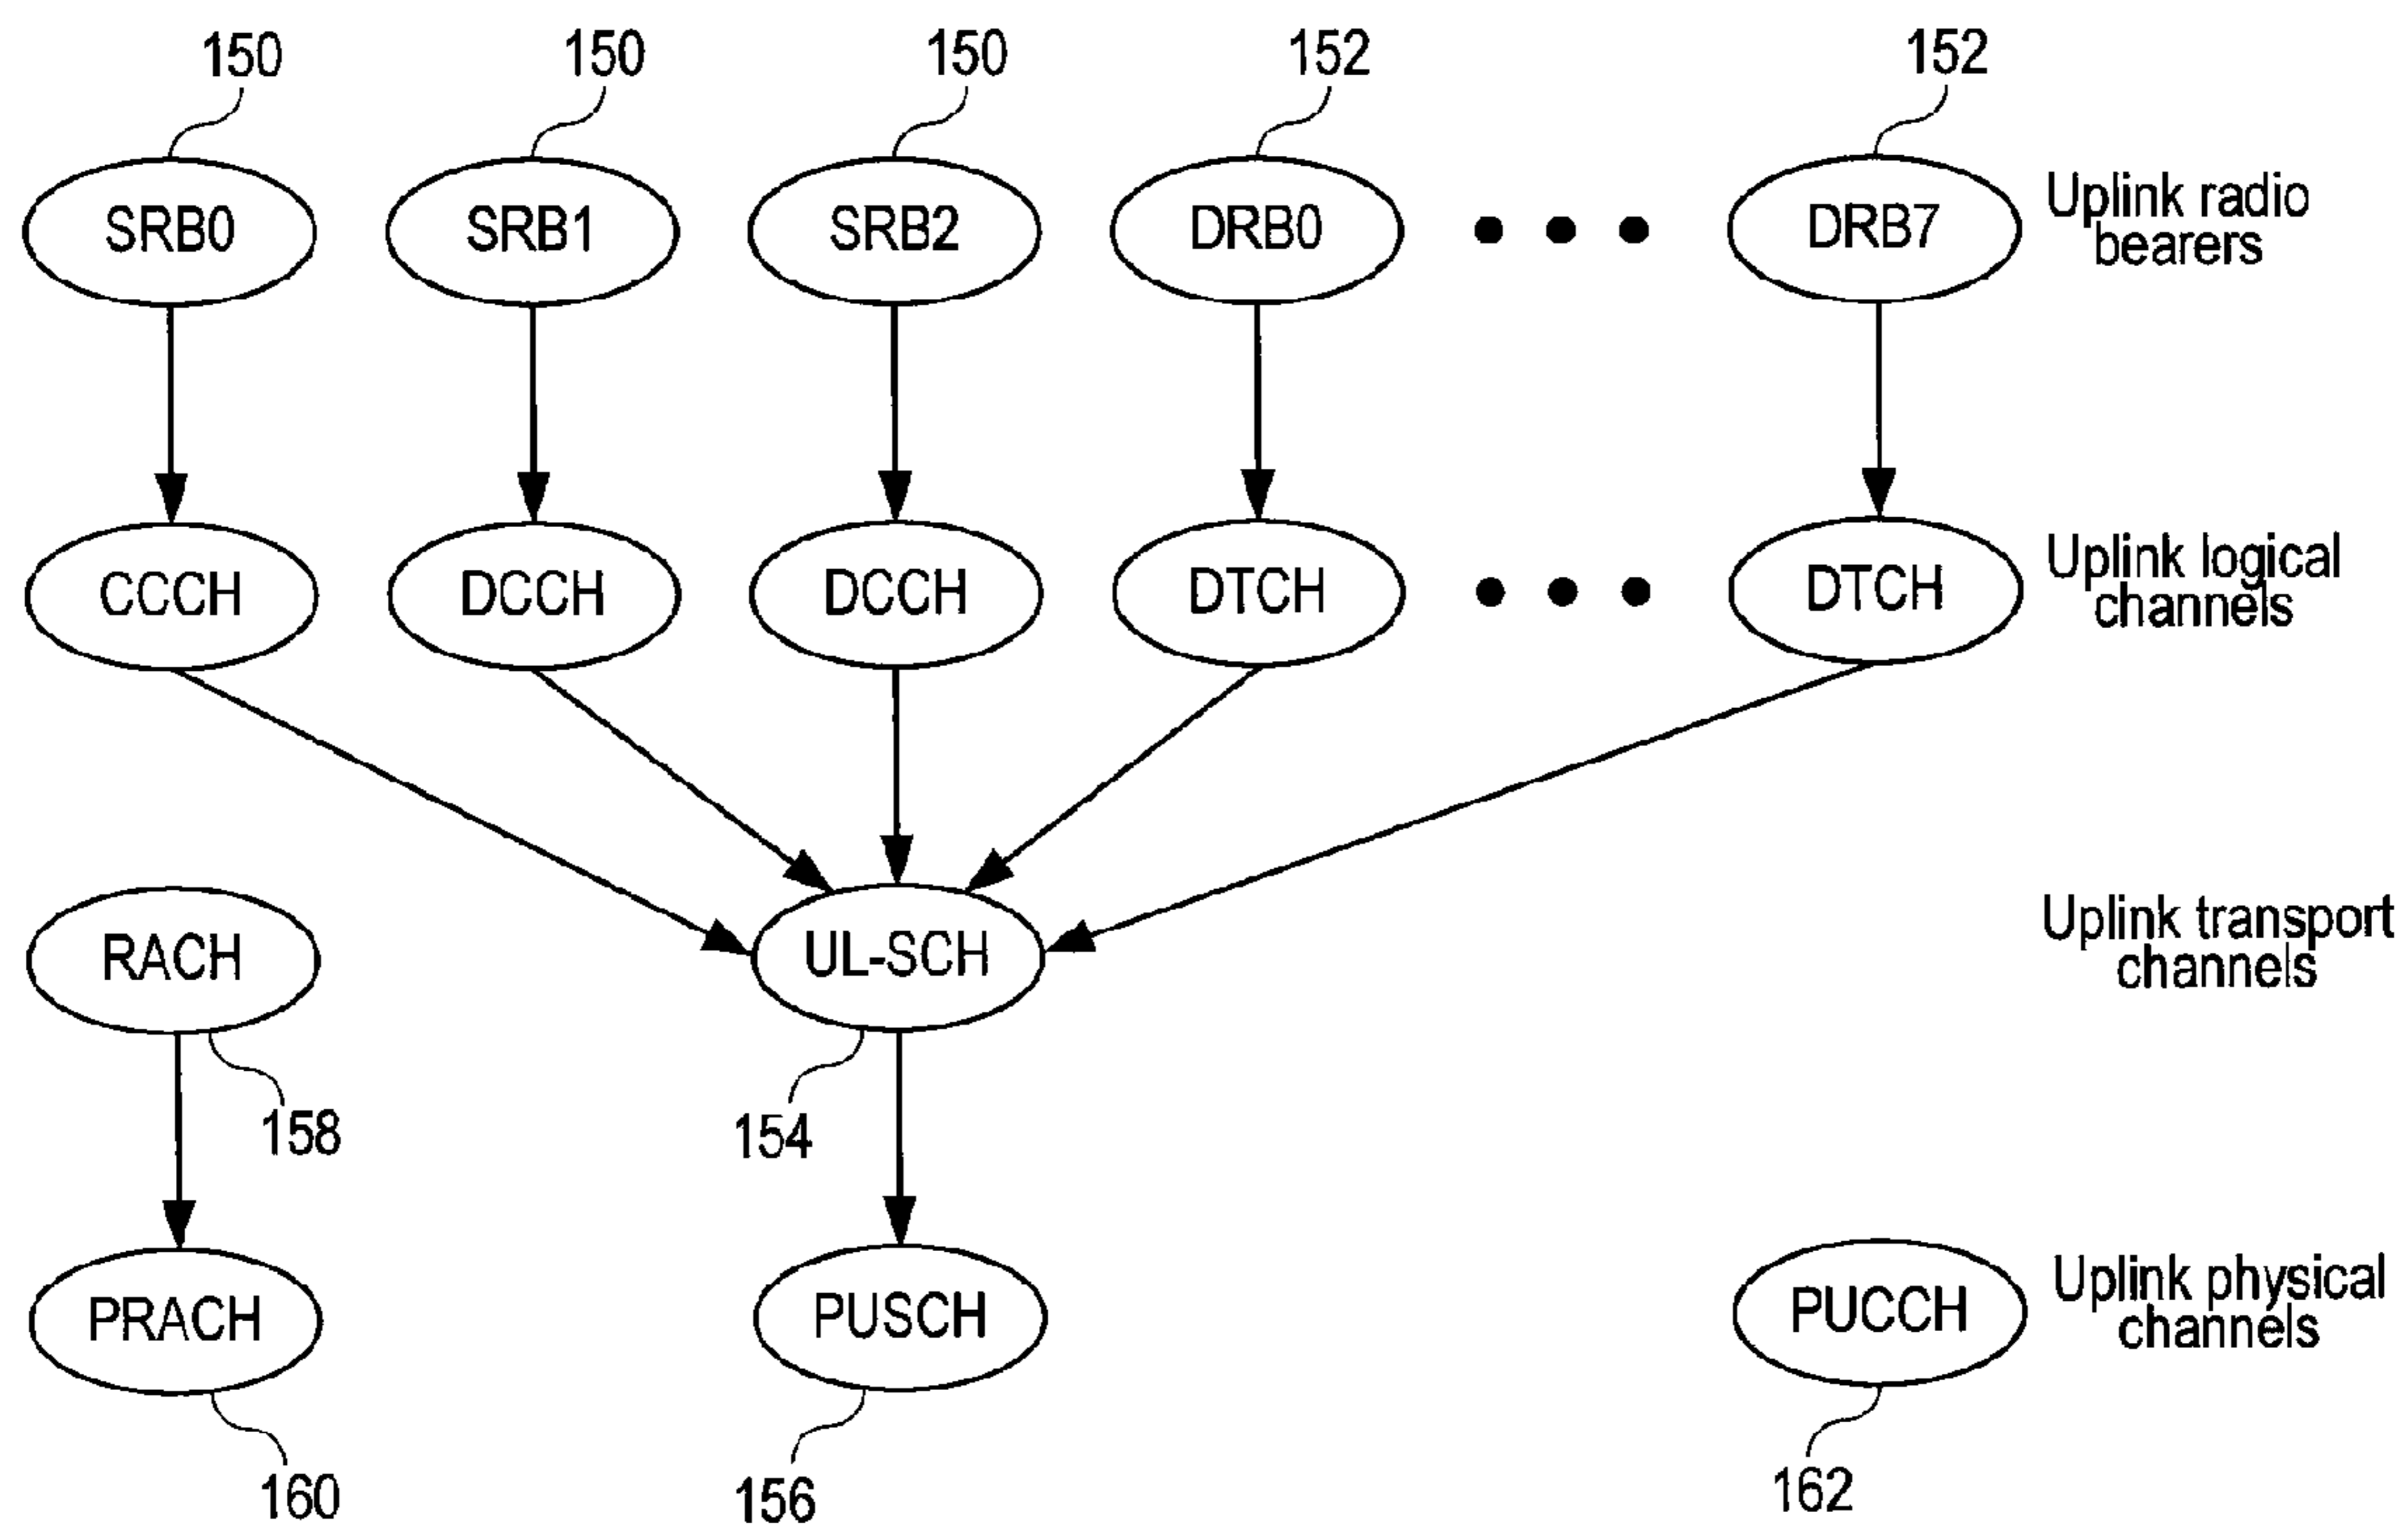 150 150 150 152 152
SRB0 SRB1 SRB2 DRB0 DRB7 Uplink radio
bearers
CCCH DCCH DCCH DTCH DTCH Uplink logical
channels
RACH UL-SCH Uplink transport
channels
158 154
PRACH PUSCH PUCCH Uplink physical
channels
160 156 162